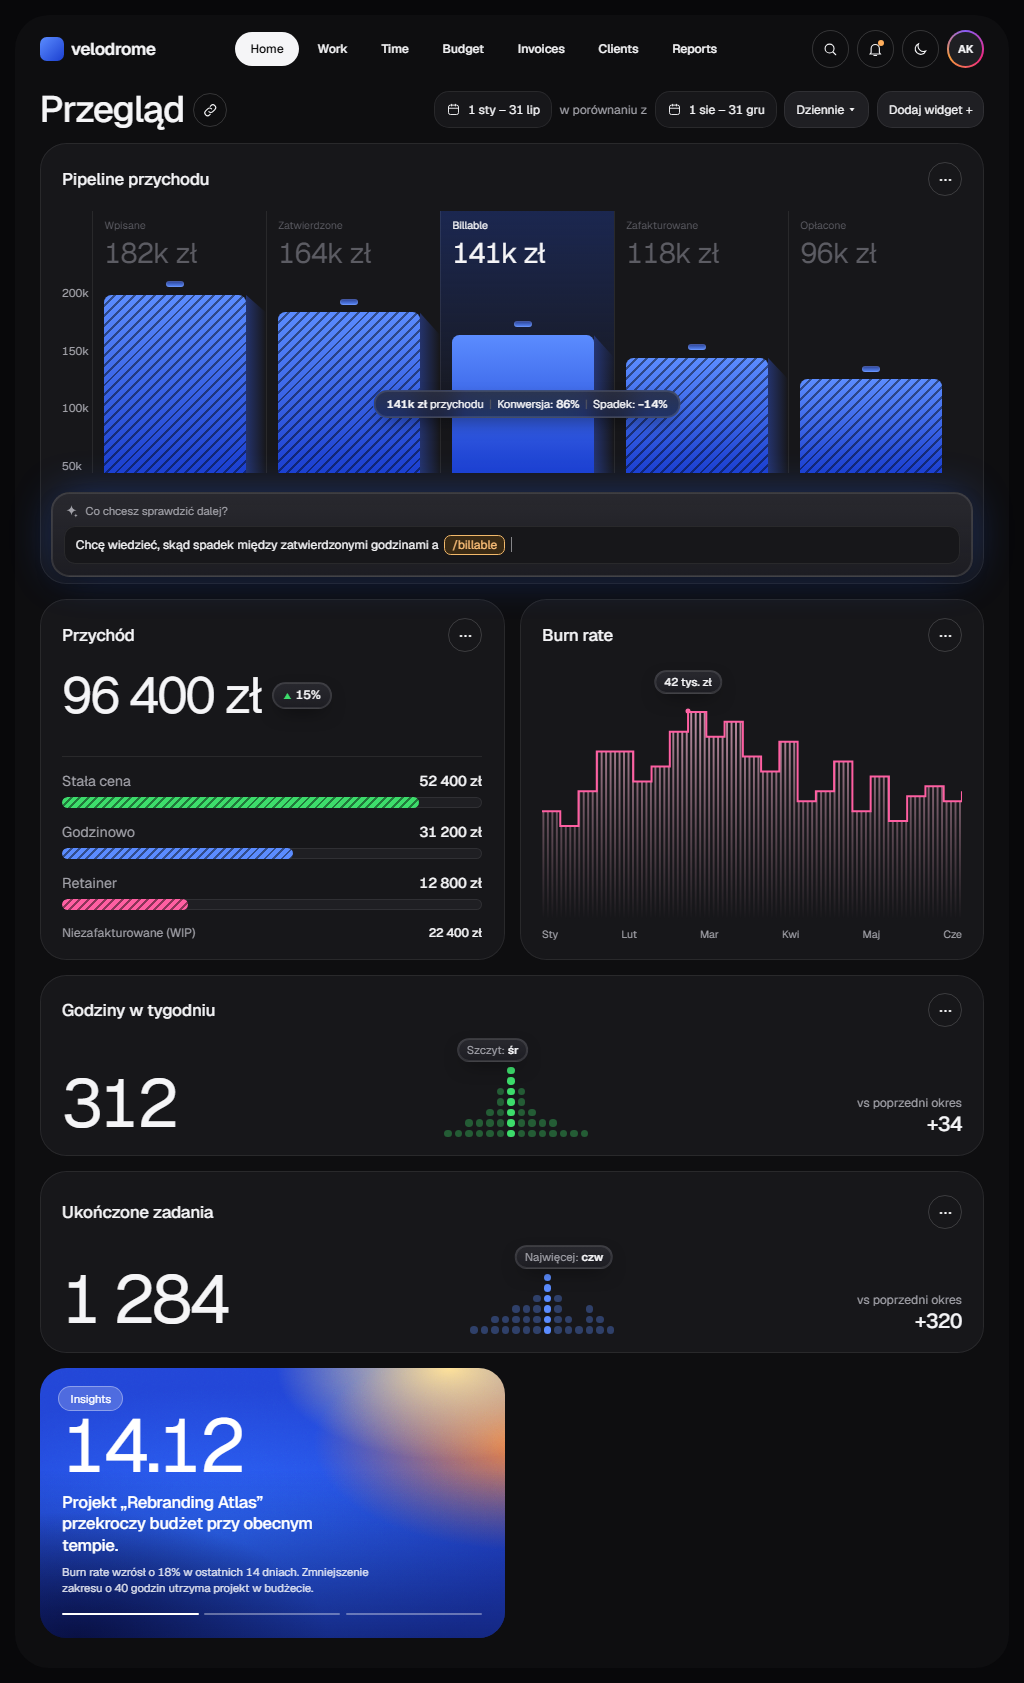 velodrome
Home Work Time Budget Invoices Clients Reports
AK
Przegląd
1 sty – 31 lip w porównaniu z 1 sie – 31 gru Dziennie Dodaj widget +
Pipeline przychodu
Wpisane Zatwierdzone Billable Zafakturowane Opłacone
182k zł 164k zł 141k zł 118k zł 96k zł
200k
150k
100k
50k
141k zł przychodu Konwersja: 86% Spadek: −14%
Co chcesz sprawdzić dalej?
Chcę wiedzieć, skąd spadek między zatwierdzonymi godzinami a /billable
Przychód
96 400 zł 15%
Stała cena 52 400 zł
Godzinowo 31 200 zł
Retainer 12 800 zł
Niezafakturowane (WIP) 22 400 zł
Burn rate
42 tys. zł
Sty Lut Mar Kwi Maj Cze
Godziny w tygodniu
Szczyt: śr
312
vs poprzedni okres
+34
Ukończone zadania
Najwięcej: czw
1 284
vs poprzedni okres
+320
Insights
14.12
Projekt „Rebranding Atlas”
przekroczy budżet przy obecnym
tempie.
Burn rate wzrósł o 18% w ostatnich 14 dniach. Zmniejszenie
zakresu o 40 godzin utrzyma projekt w budżecie.